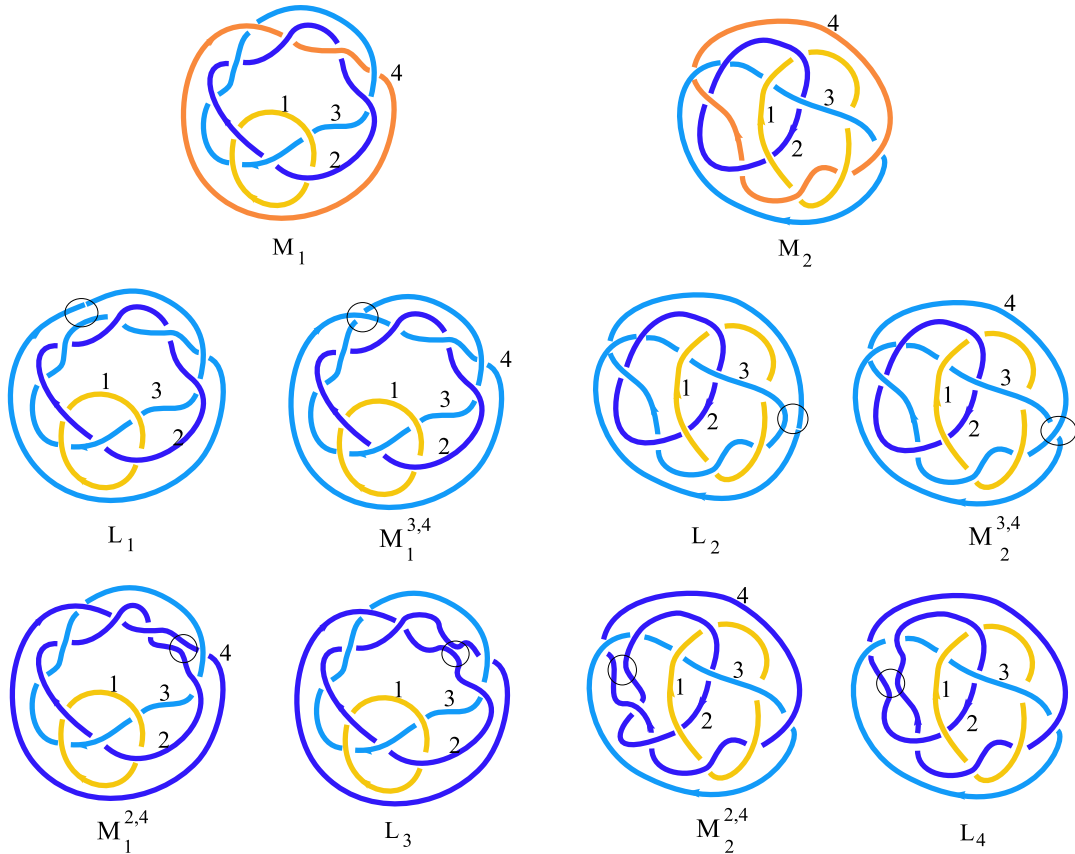 1 2 3 4
M1
4 3 1 2
M2
1 3 2
L1
1 3 2 4
M1^3,4
3 1 2
L2
4 3 1 2
M2^3,4
1 3 2 4
M1^2,4
1 3 2
L3
4 3 1 2
M2^2,4
3 1 2
L4